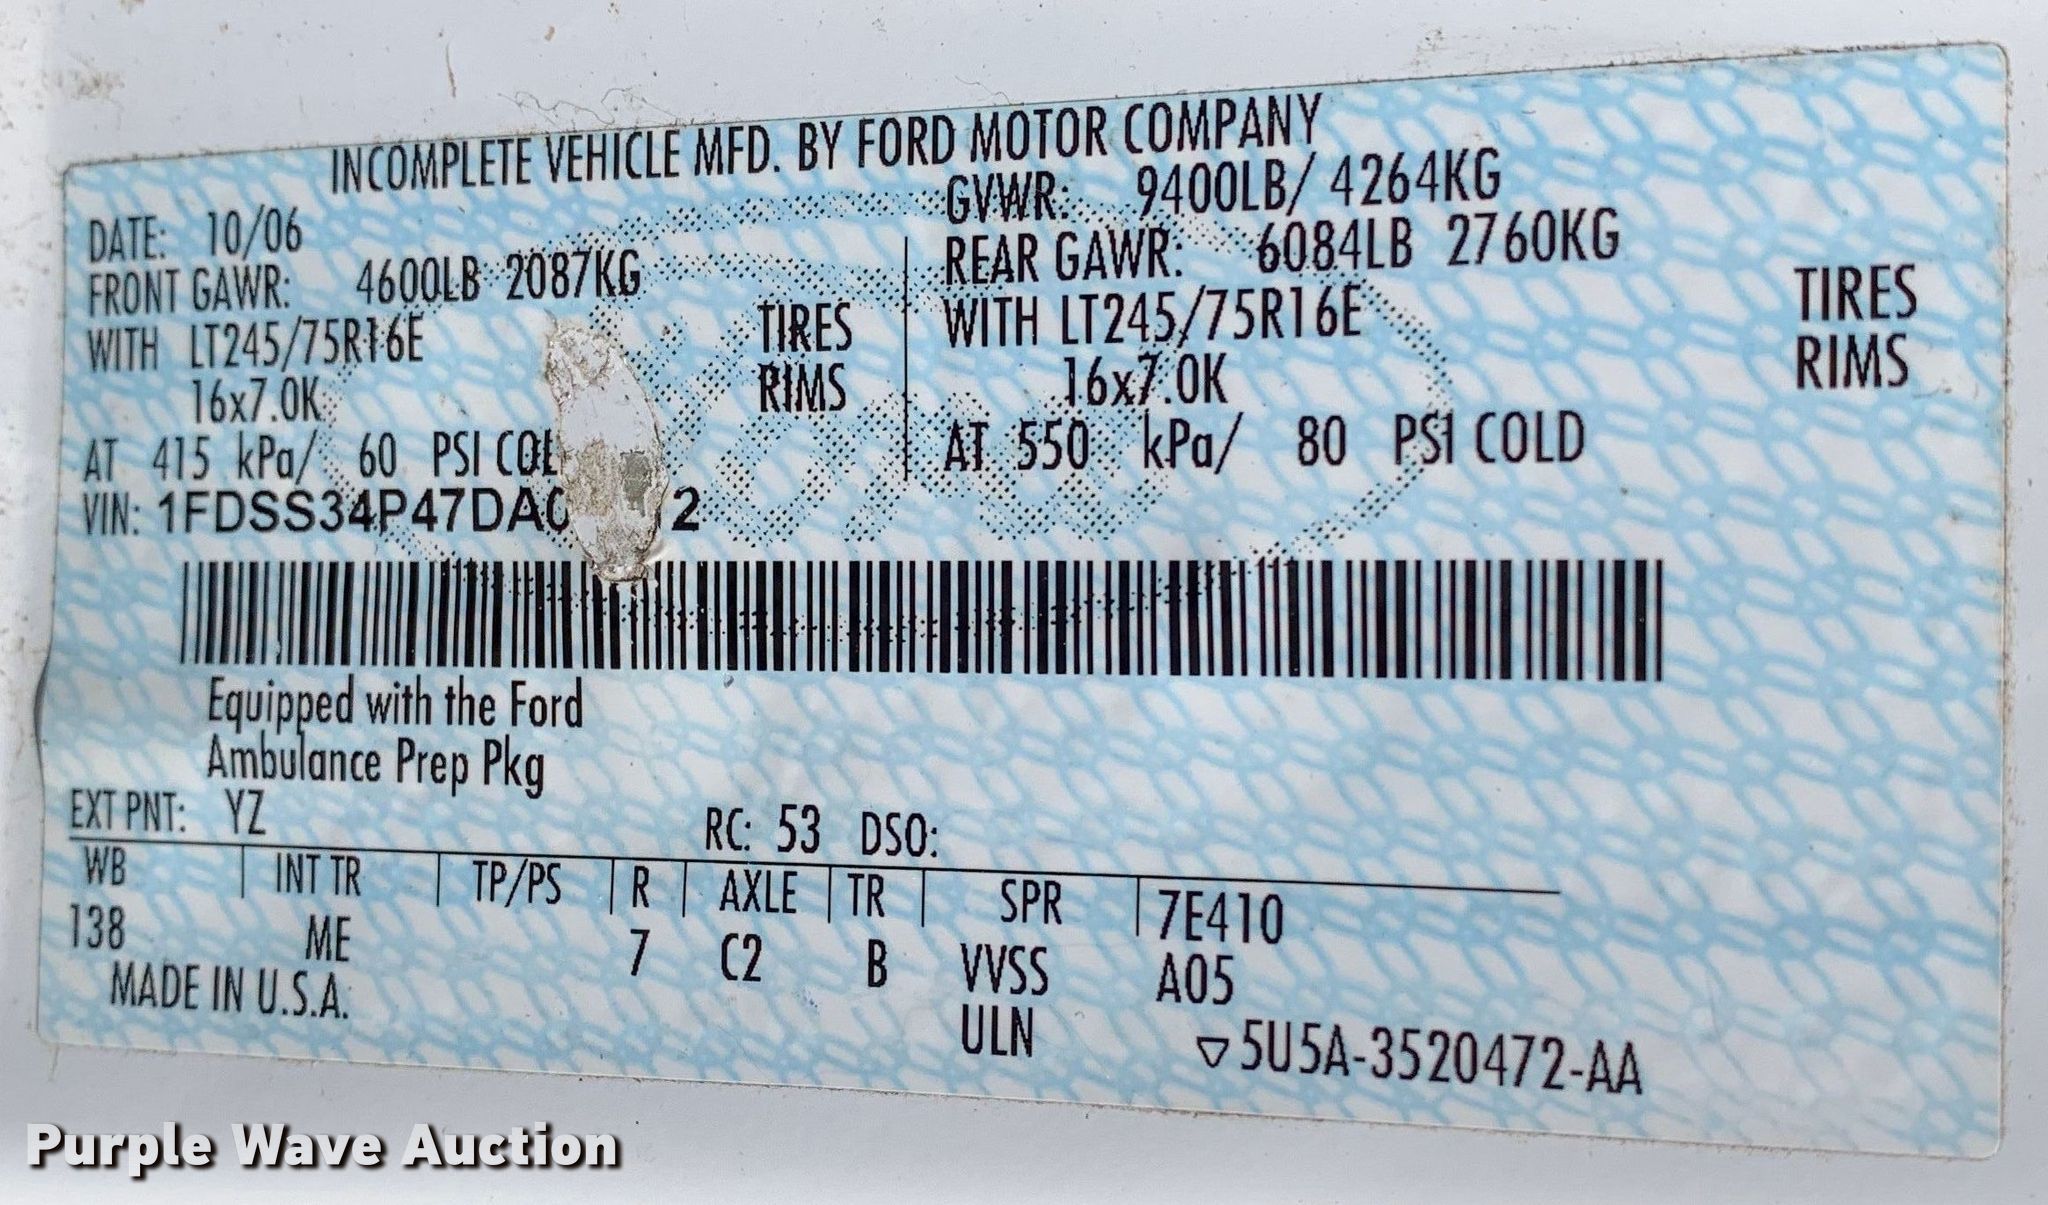 INCOMPLETE VEHICLE MFD. BY FORD MOTOR COMPANY
DATE: 10/06
GVWR: 9400LB/ 4264KG
FRONT GAWR: 4600LB 2087KG
REAR GAWR: 6084LB 2760KG
WITH LT245/75R16E TIRES
WITH LT245/75R16E TIRES
16x7.0K RIMS
16x7.0K RIMS
AT 415 kPa/ 60 PSI
AT 550 kPa/ 80 PSI COLD
VIN:
Equipped with the Ford
Ambulance Prep Pkg
EXT PNT: YZ RC: 53 DSO:
WB INT TR TP/PS R AXLE TR SPR 7E410
138 ME 7 C2 B VVSS A05
MADE IN U.S.A. ULN
▽5U5A-3520472-AA
Purple Wave Auction